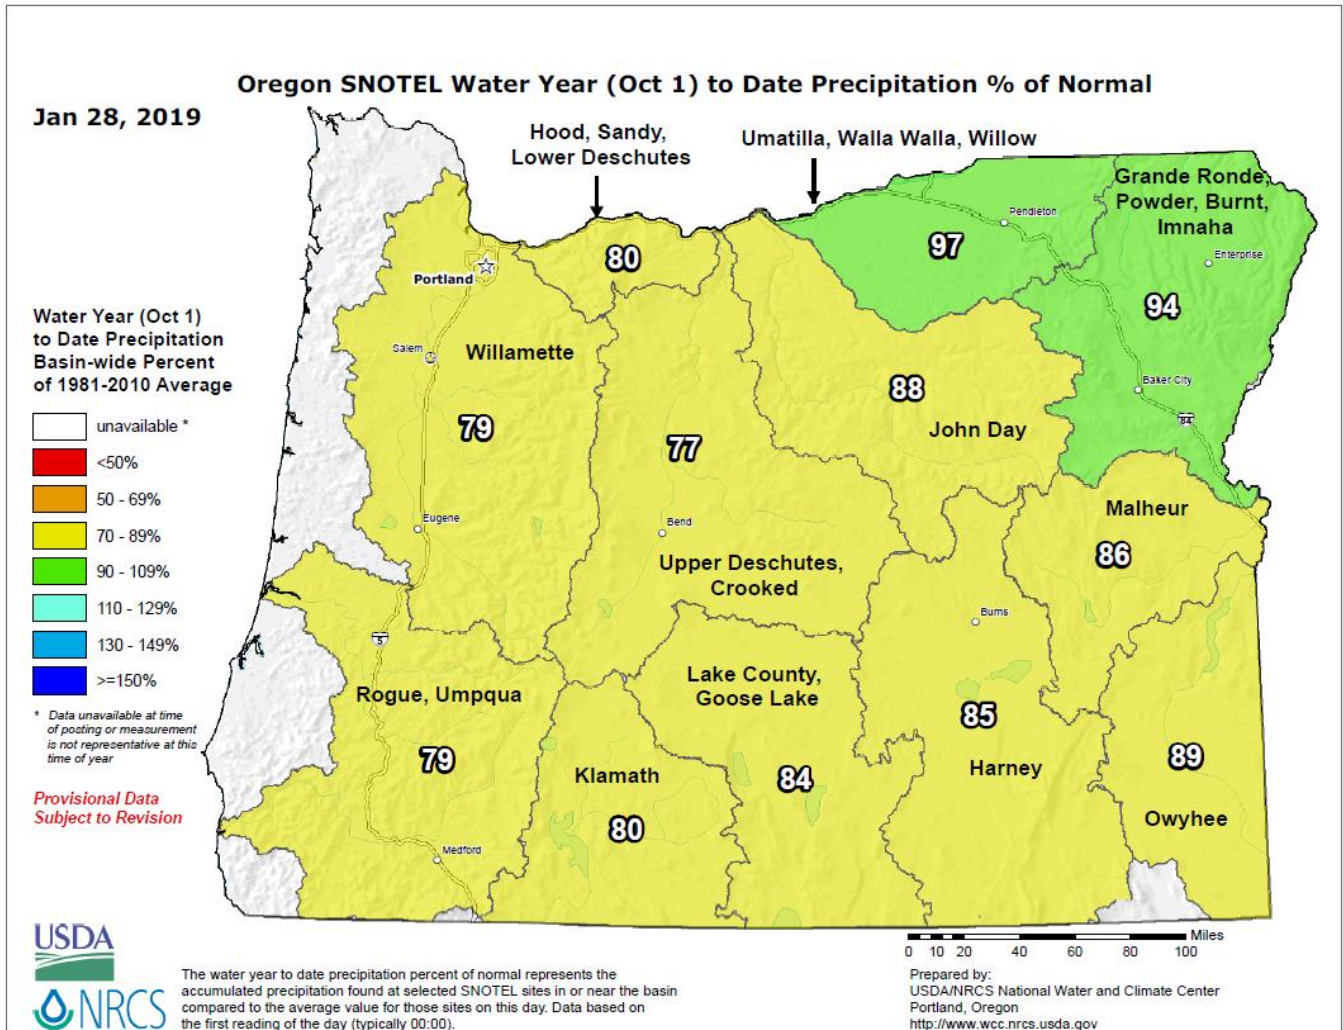 Oregon SNOTEL Water Year (Oct 1) to Date Precipitation % of Normal
Jan 28, 2019
Hood, Sandy,
Lower Deschutes
Umatilla, Walla Walla, Willow
Grande Ronde,
Powder, Burnt,
Imnaha
Pendleton
97
Enterprise
80
Portland
94
Water Year (Oct 1)
to Date Precipitation
Basin-wide Percent
of 1981-2010 Average
Salem
Willamette
88
Baker City
84
79
77
John Day
unavailable *
<50%
50 - 69%
70 - 89%
90 - 109%
110 - 129%
130 - 149%
>=150%
Eugene
Bend
Malheur
86
Upper Deschutes,
Crooked
Burns
5
Rogue, Umpqua
Lake County,
Goose Lake
* Data unavailable at time
of posting or measurement
is not representative at this
time of year
85
79
Klamath
84
Harney
89
Provisional Data
Subject to Revision
80
Owyhee
Medford
USDA
NRCS
0 10 20 40 60 80 100
Miles
The water year to date precipitation percent of normal represents the
accumulated precipitation found at selected SNOTEL sites in or near the basin
compared to the average value for those sites on this day. Data based on
the first reading of the day (typically 00:00).
Prepared by:
USDA/NRCS National Water and Climate Center
Portland, Oregon
http://www.wcc.nrcs.usda.gov